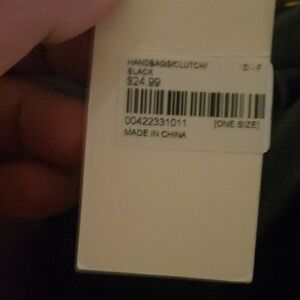 HANDBAGS/CLUTCH/ D - F
BLACK
$24.99
00422331011 [ONE SIZE]
MADE IN CHINA